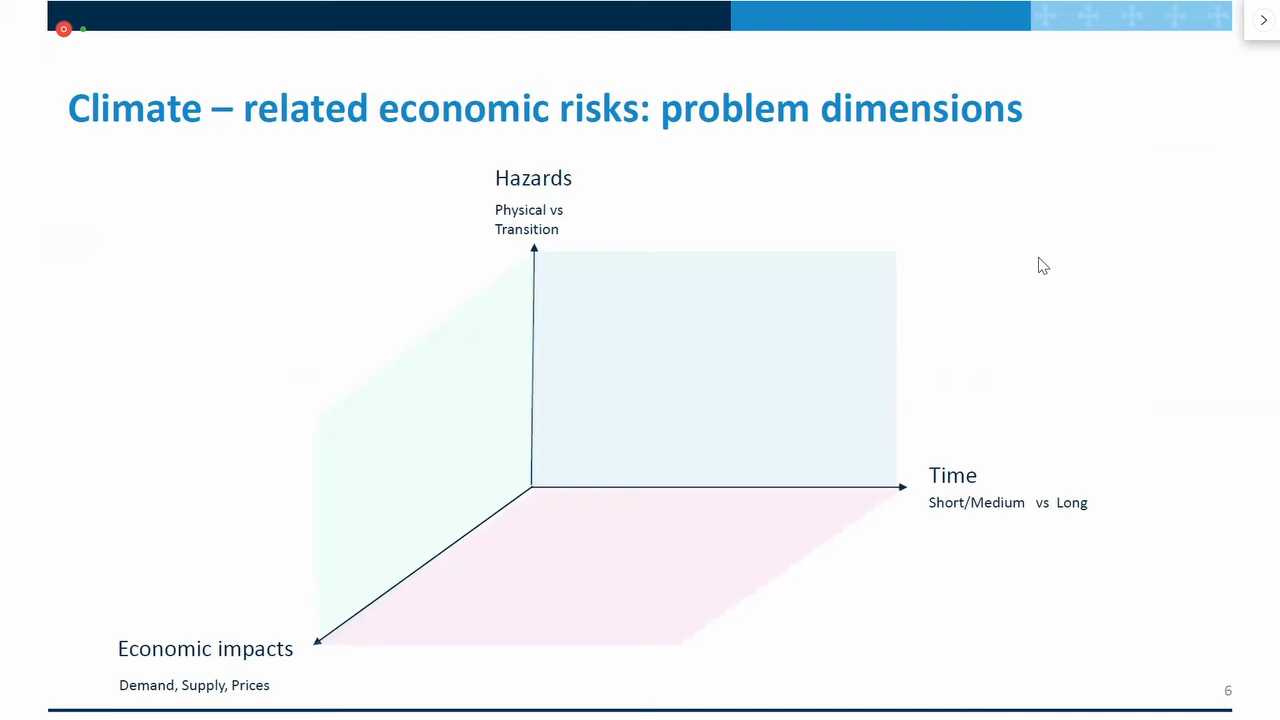 Climate – related economic risks: problem dimensions
Hazards
Physical vs
Transition
Time
Short/Medium vs Long
Economic impacts
Demand, Supply, Prices
6